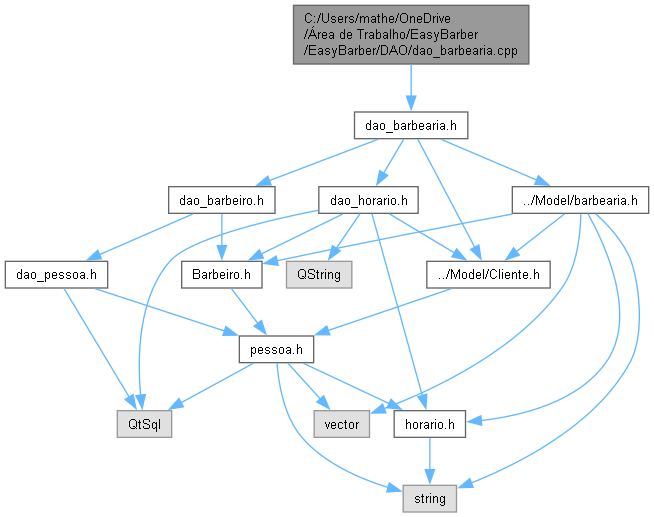 C:/Users/mathe/OneDrive
/Área de Trabalho/EasyBarber
/EasyBarber/DAO/dao_barbearia.cpp
dao_barbearia.h
dao_barbeiro.h
dao_horario.h
../Model/barbearia.h
dao_pessoa.h
Barbeiro.h
QString
../Model/Cliente.h
pessoa.h
QtSql
vector
horario.h
string